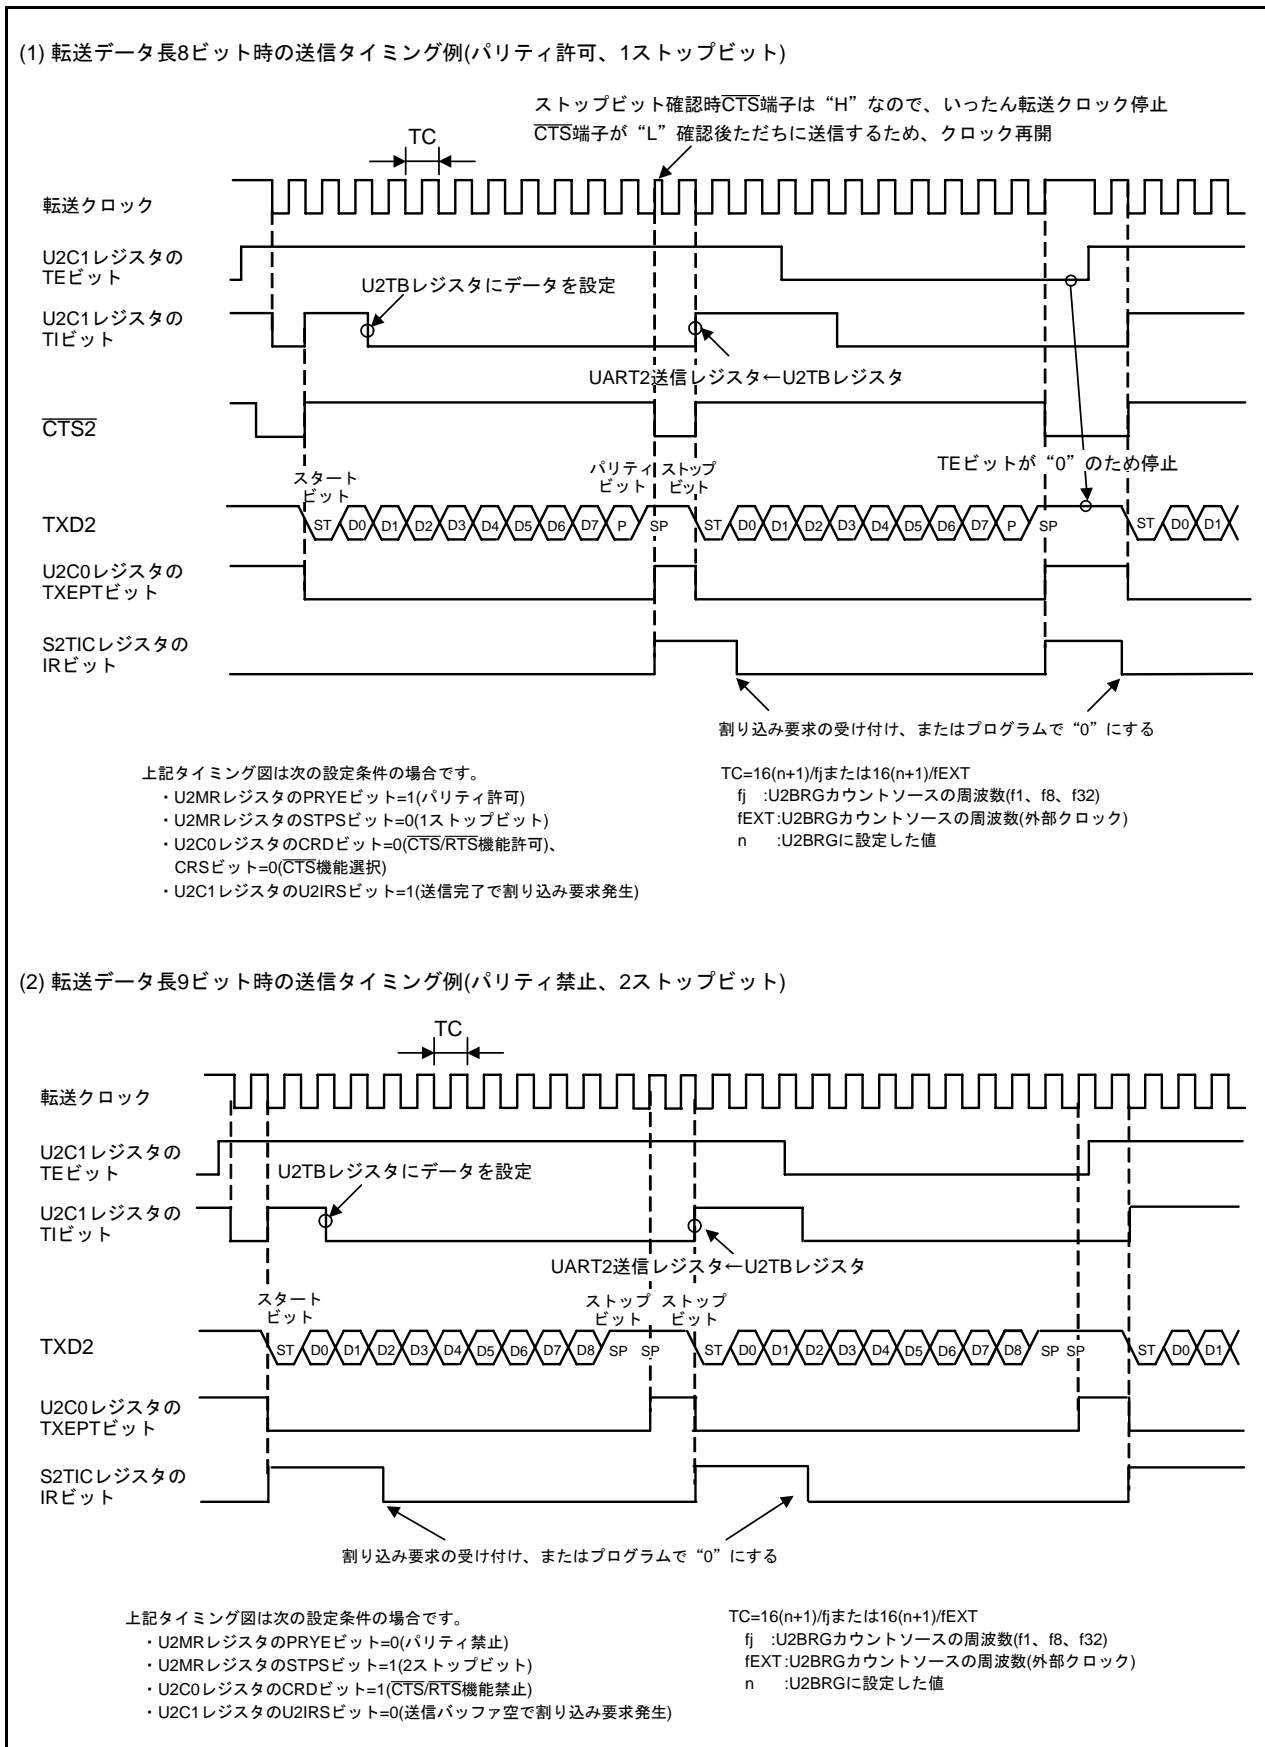 (1) 転送データ長8ビット時の送信タイミング例(パリティ許可、1ストップビット)
ストップビット確認時CTS端子は“H”なので、いったん転送クロック停止
CTS端子が“L”確認後ただちに送信するため、クロック再開
TC
転送クロック
U2C1レジスタの
TEビット
U2TBレジスタにデータを設定
U2C1レジスタの
TIビット
UART2送信レジスタ←U2TBレジスタ
CTS2
TEビットが“0”のため停止
スタート
ビット
パリティ
ビット
ストップ
ビット
TXD2
ST D0 D1 D2 D3 D4 D5 D6 D7 P SP ST D0 D1 D2 D3 D4 D5 D6 D7 P SP ST D0 D1
U2C0レジスタの
TXEPTビット
S2TICレジスタの
IRビット
割り込み要求の受け付け、またはプログラムで“0”にする
上記タイミング図は次の設定条件の場合です。
・U2MRレジスタのPRYEビット=1(パリティ許可)
・U2MRレジスタのSTPSビット=0(1ストップビット)
・U2C0レジスタのCRDビット=0(CTS/RTS機能許可)、
CRSビット=0(CTS機能選択)
・U2C1レジスタのU2IRSビット=1(送信完了で割り込み要求発生)
TC=16(n+1)/fjまたは16(n+1)/fEXT
fj :U2BRGカウントソースの周波数(f1、f8、f32)
fEXT:U2BRGカウントソースの周波数(外部クロック)
n :U2BRGに設定した値
(2) 転送データ長9ビット時の送信タイミング例(パリティ禁止、2ストップビット)
TC
転送クロック
U2C1レジスタの
TEビット
U2TBレジスタにデータを設定
U2C1レジスタの
TIビット
UART2送信レジスタ←U2TBレジスタ
スタート
ビット
ストップ
ビット
ストップ
ビット
TXD2
ST D0 D1 D2 D3 D4 D5 D6 D7 D8 SP SP ST D0 D1 D2 D3 D4 D5 D6 D7 D8 SP SP ST D0 D1
U2C0レジスタの
TXEPTビット
S2TICレジスタの
IRビット
割り込み要求の受け付け、またはプログラムで“0”にする
上記タイミング図は次の設定条件の場合です。
・U2MRレジスタのPRYEビット=0(パリティ禁止)
・U2MRレジスタのSTPSビット=1(2ストップビット)
・U2C0レジスタのCRDビット=1(CTS/RTS機能禁止)
・U2C1レジスタのU2IRSビット=0(送信バッファ空で割り込み要求発生)
TC=16(n+1)/fjまたは16(n+1)/fEXT
fj :U2BRGカウントソースの周波数(f1、f8、f32)
fEXT:U2BRGカウントソースの周波数(外部クロック)
n :U2BRGに設定した値